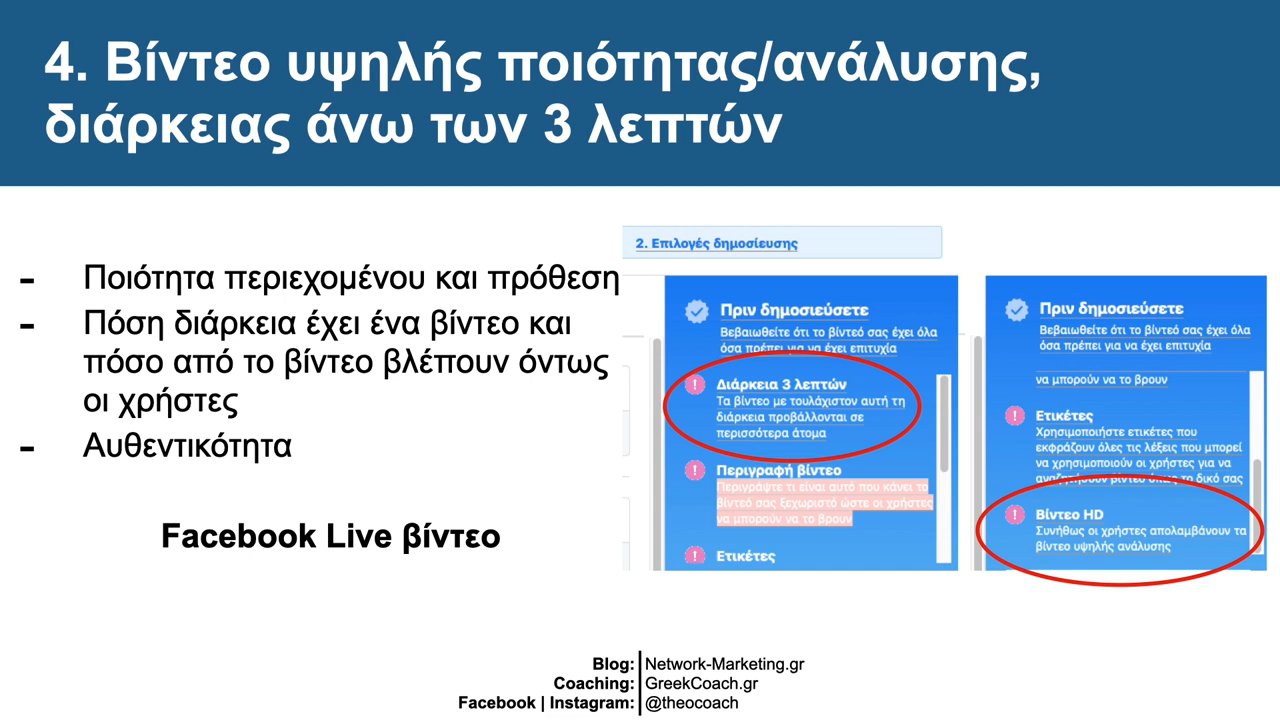 4. Βίντεο υψηλής ποιότητας/ανάλυσης,
διάρκειας άνω των 3 λεπτών
- Ποιότητα περιεχομένου και πρόθεση
- Πόση διάρκεια έχει ένα βίντεο και
πόσο από το βίντεο βλέπουν όντως
οι χρήστες
- Αυθεντικότητα
Facebook Live βίντεο
2. Επιλογές δημοσίευσης
Πριν δημοσιεύσετε
Βεβαιωθείτε ότι το βίντεό σας έχει όλα
όσα πρέπει για να έχει επιτυχία
Διάρκεια 3 λεπτών
Τα βίντεο με τουλάχιστον αυτή τη
διάρκεια προβάλλονται σε
περισσότερα άτομα
Περιγραφή βίντεο
Περιγράψτε τι είναι αυτό που κάνει το
βίντεό σας ξεχωριστό ώστε οι χρήστες
να μπορούν να το βρουν
Ετικέτες
Πριν δημοσιεύσετε
Βεβαιωθείτε ότι το βίντεό σας έχει όλα
όσα πρέπει για να έχει επιτυχία
να μπορούν να το βρουν
Ετικέτες
Χρησιμοποιήστε ετικέτες που
εκφράζουν όλες τις λέξεις που μπορεί
να χρησιμοποιούν οι χρήστες για να
αναζητήσουν βίντεο όπως το δικό σας
Βίντεο HD
Συνήθως οι χρήστες απολαμβάνουν τα
βίντεο υψηλής ανάλυσης
Blog: Network-Marketing.gr
Coaching: GreekCoach.gr
Facebook | Instagram: @theocoach